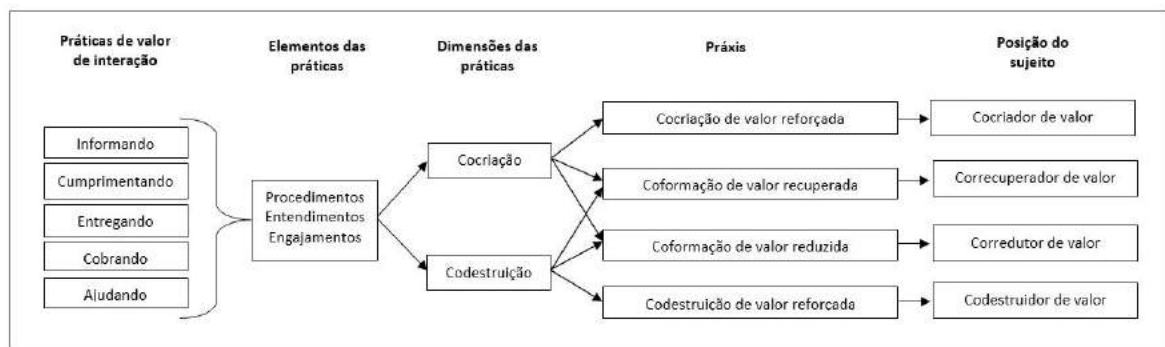 Práticas de valor
de interação
Elementos das
práticas
Dimensões das
práticas
Práxis
Posição do
sujeito
Informando
Cumprimentando
Entregando
Cobrando
Ajudando
Procedimentos
Entendimentos
Engajamentos
Cocriação
Codestruição
Cocriação de valor reforçada
Coformação de valor recuperada
Coformação de valor reduzida
Codestruição de valor reforçada
Cocriador de valor
Correcuperador de valor
Corredutor de valor
Codestruidor de valor